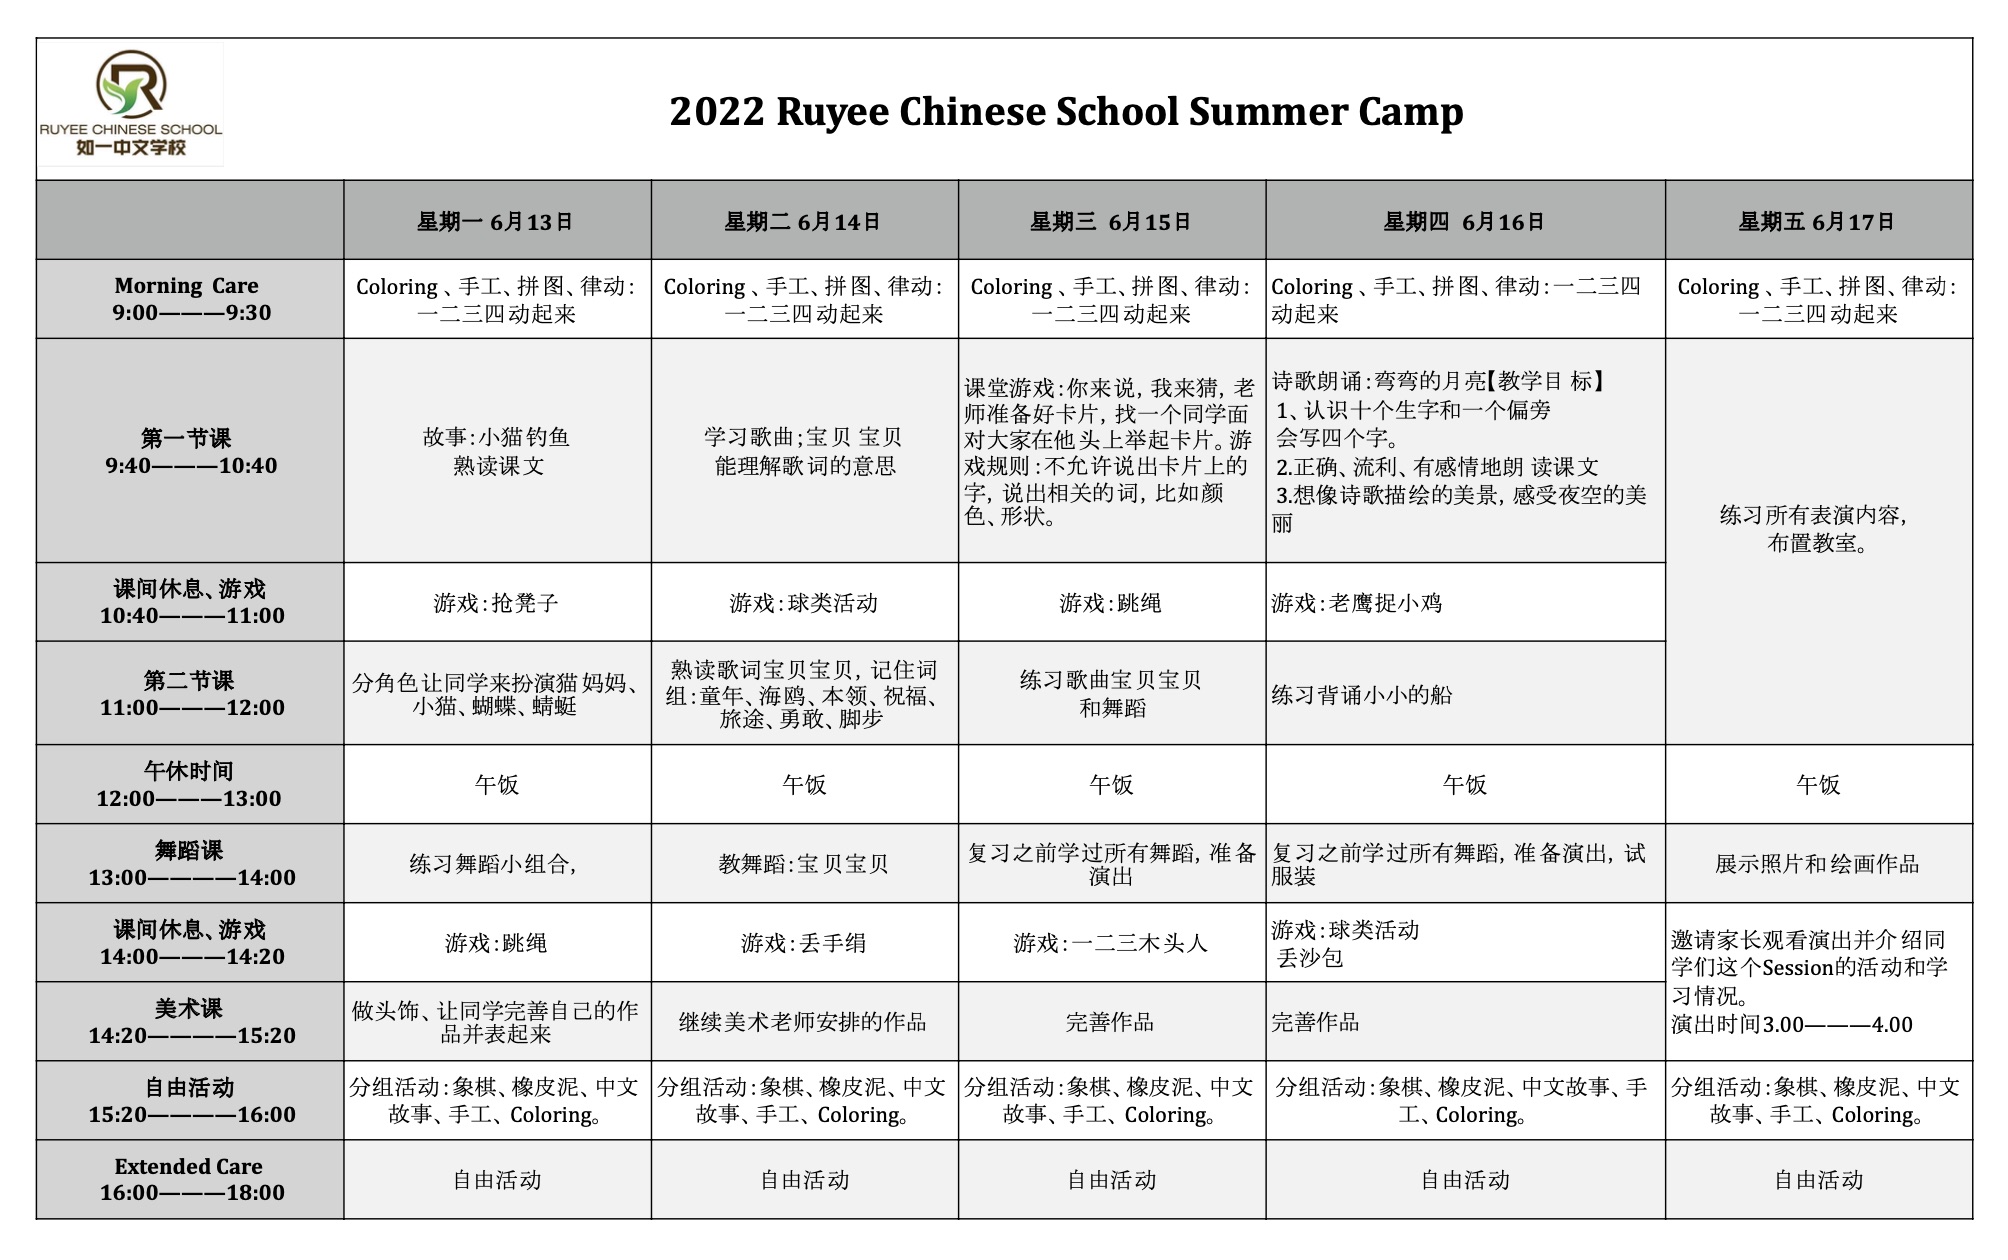 RUYEE CHINESE SCHOOL
如一中文学校
2022 Ruyee Chinese School Summer Camp
星期一 6月13日
星期二 6月14日
星期三 6月15日
星期四 6月16日
星期五 6月17日
Morning Care
9:00———9:30
Coloring 、手工、拼图、律动：
一二三四动起来
Coloring 、手工、拼图、律动：
一二三四动起来
Coloring 、手工、拼图、律动：
一二三四动起来
Coloring 、手工、拼图、律动：一二三四
动起来
Coloring 、手工、拼图、律动：
一二三四动起来
第一节课
9:40———10:40
故事：小猫钓鱼
熟读课文
学习歌曲；宝贝 宝贝
能理解歌词的意思
课堂游戏：你来说，我来猜，老
师准备好卡片，找一个同学面
对大家在他头上举起卡片。游
戏规则：不允许说出卡片上的
字，说出相关的词，比如颜
色、形状。
诗歌朗诵：弯弯的月亮【教学目 标】
1、认识十个生字和一个偏旁
会写四个字。
2.正确、流利、有感情地朗 读课文
3.想像诗歌描绘的美景，感受夜空的美
丽
练习所有表演内容，
布置教室。
课间休息、游戏
10:40———11:00
游戏：抢凳子
游戏：球类活动
游戏：跳绳
游戏：老鹰捉小鸡
第二节课
11:00———12:00
分角色让同学来扮演猫妈妈、
小猫、蝴蝶、蜻蜓
熟读歌词宝贝宝贝，记住词
组：童年、海鸥、本领、祝福、
旅途、勇敢、脚步
练习歌曲宝贝宝贝
和舞蹈
练习背诵小小的船
午休时间
12:00———13:00
午饭
午饭
午饭
午饭
午饭
舞蹈课
13:00————14:00
练习舞蹈小组合，
教舞蹈：宝贝宝贝
复习之前学过所有舞蹈，准备
演出
复习之前学过所有舞蹈，准备演出，试
服装
展示照片和绘画作品
课间休息、游戏
14:00———14:20
游戏：跳绳
游戏：丢手绢
游戏：一二三木头人
游戏：球类活动
丢沙包
邀请家长观看演出并介绍同
学们这个Session的活动和学
习情况。
演出时间3.00———4.00
美术课
14:20————15:20
做头饰、让同学完善自己的作
品并表起来
继续美术老师安排的作品
完善作品
完善作品
自由活动
15:20————16:00
分组活动：象棋、橡皮泥、中文
故事、手工、Coloring。
分组活动：象棋、橡皮泥、中文
故事、手工、Coloring。
分组活动：象棋、橡皮泥、中文
故事、手工、Coloring。
分组活动：象棋、橡皮泥、中文故事、手
工、Coloring。
分组活动：象棋、橡皮泥、中文
故事、手工、Coloring。
Extended Care
16:00———18:00
自由活动
自由活动
自由活动
自由活动
自由活动